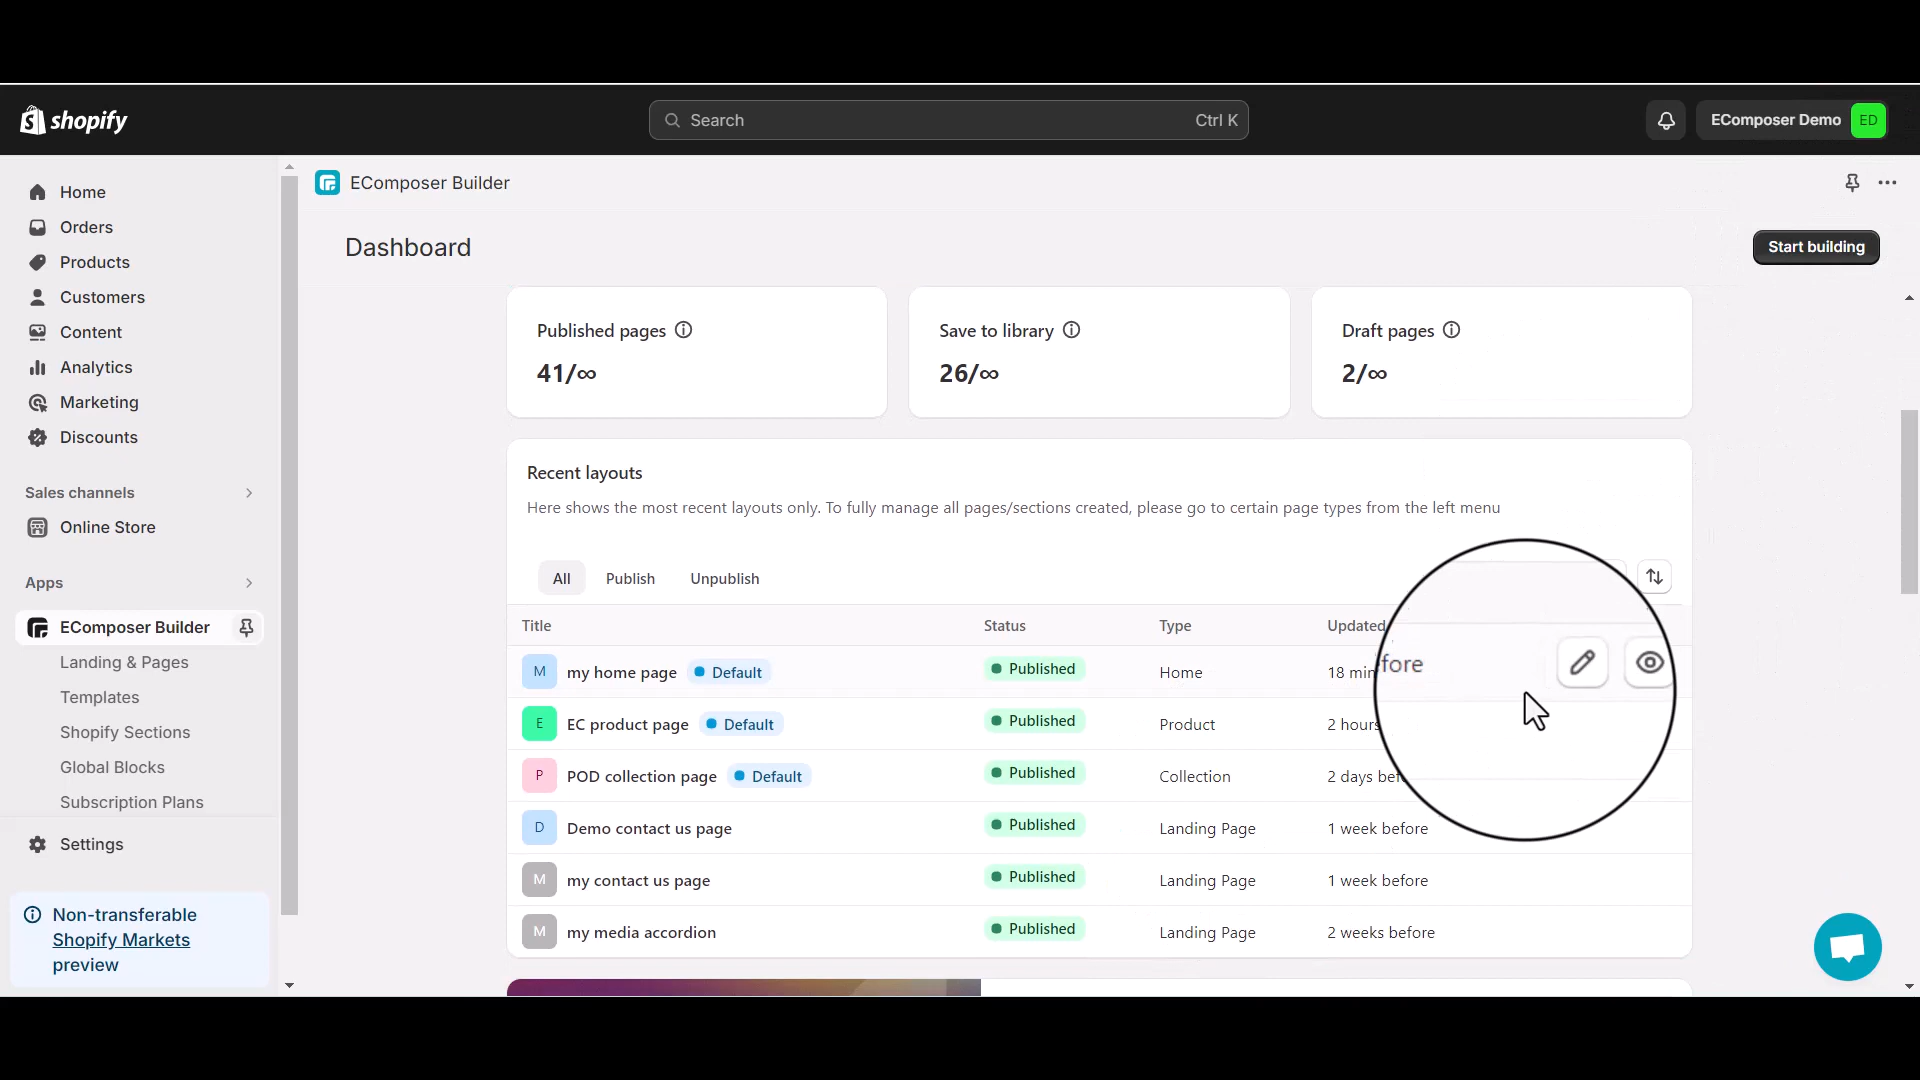 shopify
Search
Ctrl K
EComposer Demo
ED
Home
Orders
Products
Customers
Content
Analytics
Marketing
Discounts
Sales channels
Online Store
Apps
EComposer Builder
Landing & Pages
Templates
Shopify Sections
Global Blocks
Subscription Plans
Settings
Non-transferable
Shopify Markets
preview
EComposer Builder
Dashboard
Start building
Published pages
41/∞
Save to library
26/∞
Draft pages
2/∞
Recent layouts
Here shows the most recent layouts only. To fully manage all pages/sections created, please go to certain page types from the left menu
All
Publish
Unpublish
Title
Status
Type
Updated
M
my home page
Default
Published
Home
18 min
fore
E
EC product page
Default
Published
Product
2 hours
P
POD collection page
Default
Published
Collection
2 days bef
D
Demo contact us page
Published
Landing Page
1 week before
M
my contact us page
Published
Landing Page
1 week before
M
my media accordion
Published
Landing Page
2 weeks before